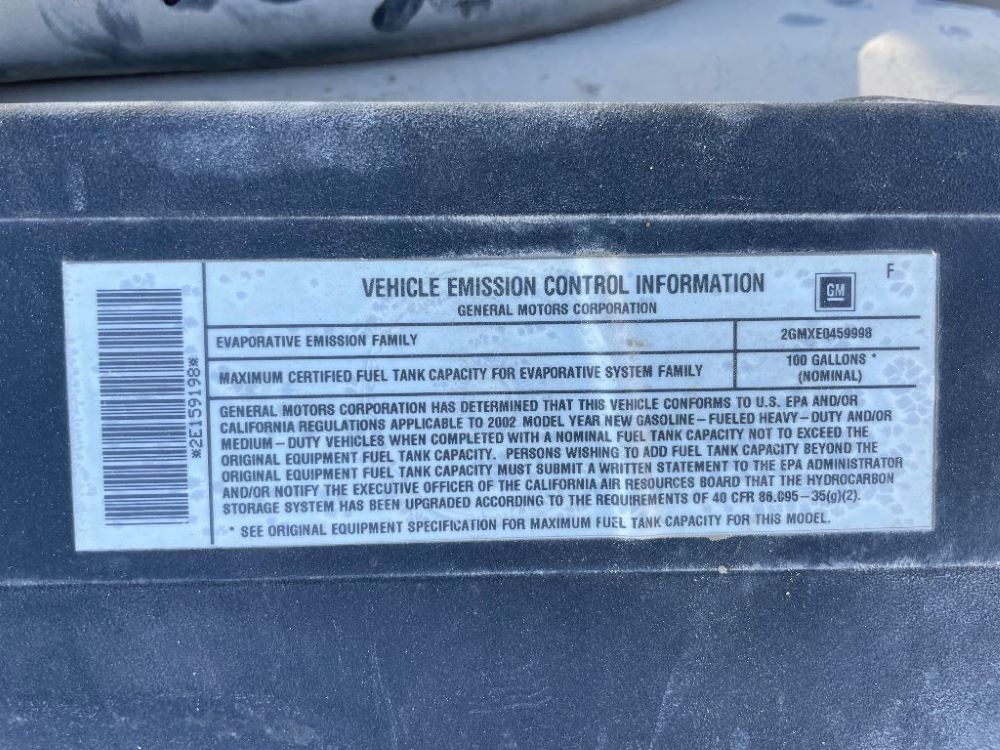 VEHICLE EMISSION CONTROL INFORMATION
GENERAL MOTORS CORPORATION
GM
F
EVAPORATIVE EMISSION FAMILY
2GMXE0459998
MAXIMUM CERTIFIED FUEL TANK CAPACITY FOR EVAPORATIVE SYSTEM FAMILY
100 GALLONS *
(NOMINAL)
GENERAL MOTORS CORPORATION HAS DETERMINED THAT THIS VEHICLE CONFORMS TO U.S. EPA AND/OR
CALIFORNIA REGULATIONS APPLICABLE TO 2002 MODEL YEAR NEW GASOLINE-FUELED HEAVY-DUTY AND/OR
MEDIUM-DUTY VEHICLES WHEN COMPLETED WITH A NOMINAL FUEL TANK CAPACITY NOT TO EXCEED THE
ORIGINAL EQUIPMENT FUEL TANK CAPACITY. PERSONS WISHING TO ADD FUEL TANK CAPACITY BEYOND THE
ORIGINAL EQUIPMENT FUEL TANK CAPACITY MUST SUBMIT A WRITTEN STATEMENT TO THE EPA ADMINISTRATOR
AND/OR NOTIFY THE EXECUTIVE OFFICER OF THE CALIFORNIA AIR RESOURCES BOARD THAT THE HYDROCARBON
STORAGE SYSTEM HAS BEEN UPGRADED ACCORDING TO THE REQUIREMENTS OF 40 CFR 86.095-35(g)(2).
* SEE ORIGINAL EQUIPMENT SPECIFICATION FOR MAXIMUM FUEL TANK CAPACITY FOR THIS MODEL.
*2E159198*